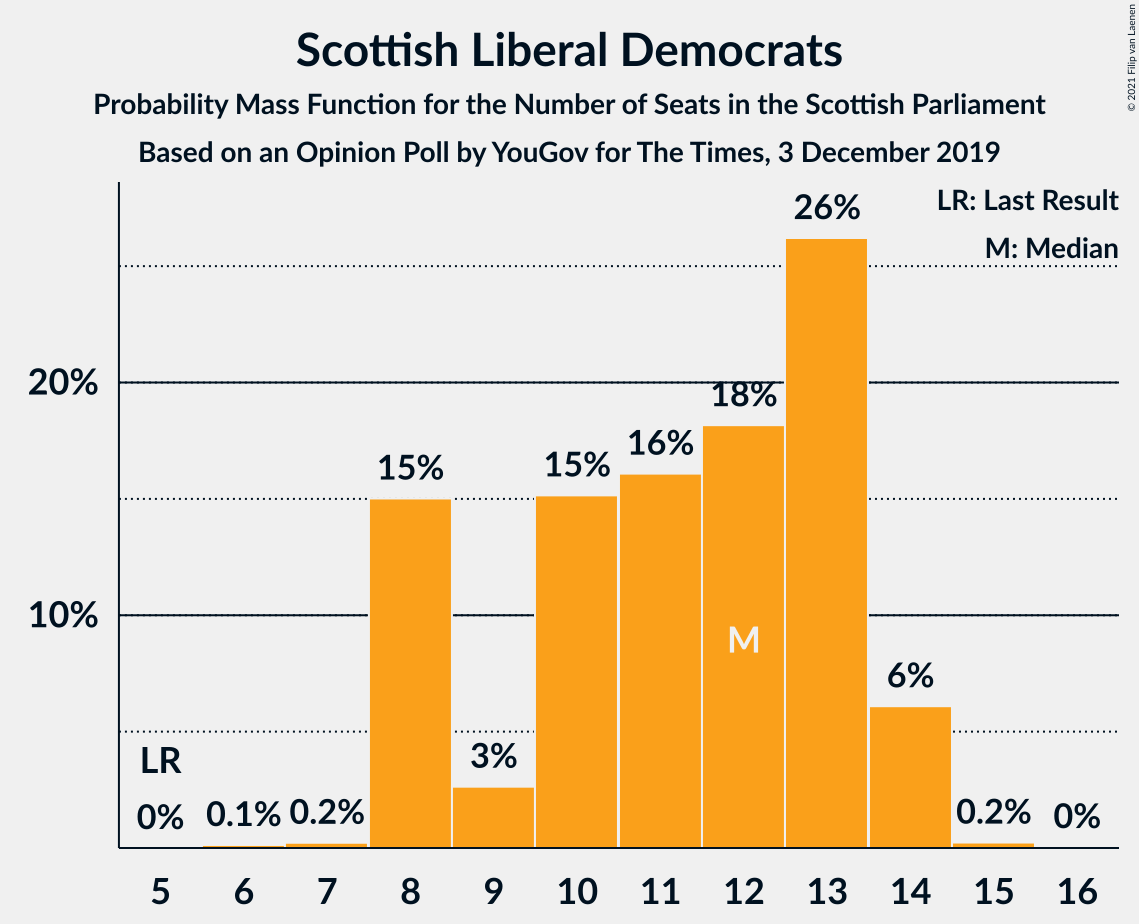 Scottish Liberal Democrats
Probability Mass Function for the Number of Seats in the Scottish Parliament
Based on an Opinion Poll by YouGov for The Times, 3 December 2019
© 2021 Filip van Laenen
LR: Last Result
M: Median
26%
20%
18%
16%
15%
15%
10%
M
6%
LR
3%
0%
0.1%
0.2%
0.2%
0%
5 6 7 8 9 10 11 12 13 14 15 16